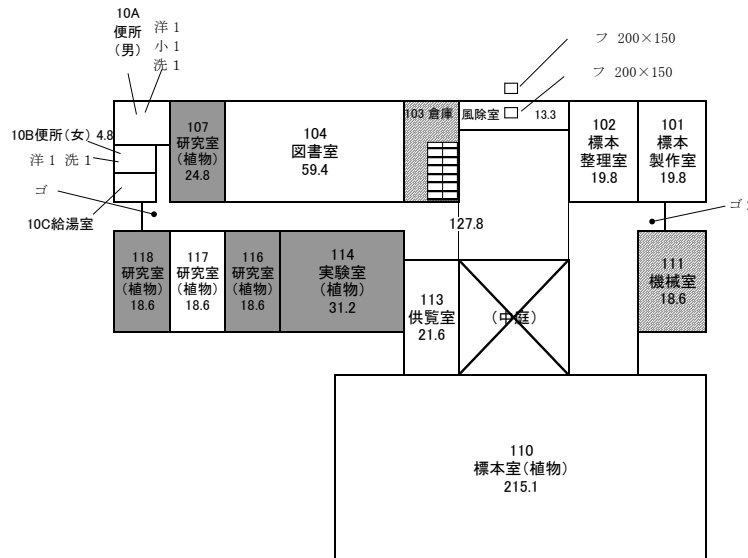 10A
便所
(男)
洋 1
小 1
洗 1
フ 200×150
フ 200×150
10B便所(女) 4.8
洋 1 洗 1
ゴ
10C給湯室
107
研究室
(植物)
24.8
104
図書室
59.4
103 倉庫
風除室
13.3
102
標本
整理室
19.8
101
標本
製作室
19.8
127.8
ゴ
118
研究室
(植物)
18.6
117
研究室
(植物)
18.6
116
研究室
(植物)
18.6
114
実験室
(植物)
31.2
113
供覧室
21.6
(中庭)
111
機械室
18.6
110
標本室(植物)
215.1